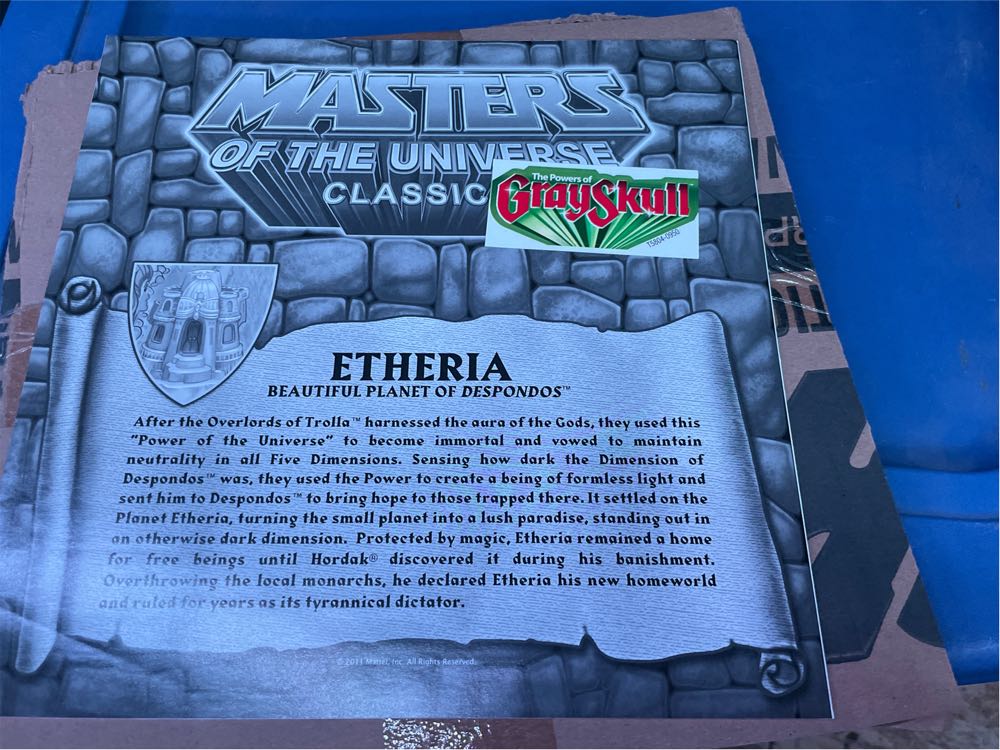 MASTERS
OF THE UNIVERSE
CLASSIC
The Powers of
GraySkull™
T5804-0950
ETHERIA
BEAUTIFUL PLANET OF DESPONDOS™
After the Overlords of Trolla™ harnessed the aura of the Gods, they used this
"Power of the Universe" to become immortal and vowed to maintain
neutrality in all Five Dimensions. Sensing how dark the Dimension of
Despondos™ was, they used the Power to create a being of formless light and
sent him to Despondos™ to bring hope to those trapped there. It settled on the
Planet Etheria, turning the small planet into a lush paradise, standing out in
an otherwise dark dimension. Protected by magic, Etheria remained a home
for free beings until Hordak® discovered it during his banishment.
Overthrowing the local monarchs, he declared Etheria his new homeworld
and ruled for years as its tyrannical dictator.
© 2011 Mattel, Inc. All Rights Reserved.